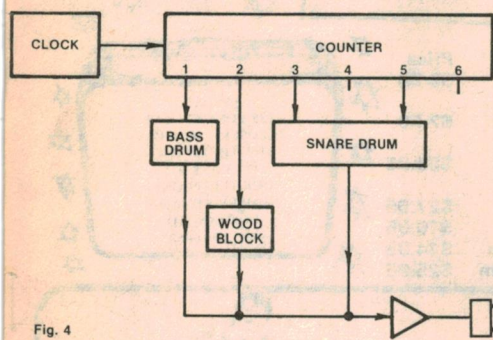 CLOCK
COUNTER
1 2 3 4 5 6
BASS
DRUM
SNARE DRUM
WOOD
BLOCK
Fig. 4